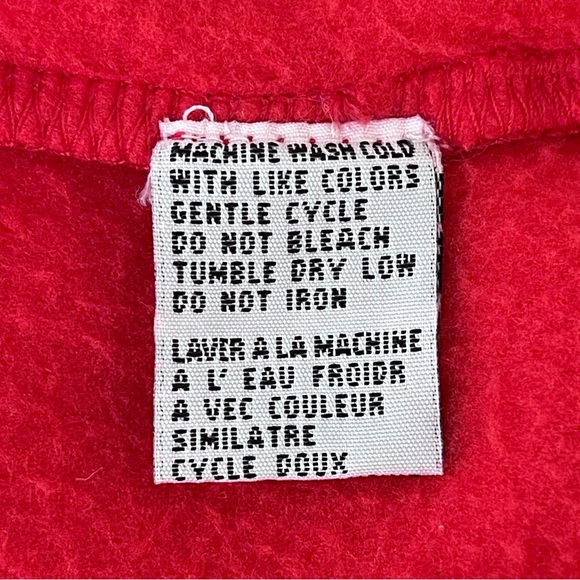 MACHINE WASH COLD
WITH LIKE COLORS
GENTLE CYCLE
DO NOT BLEACH
TUMBLE DRY LOW
DO NOT IRON
LAVER A LA MACHINE
A L' EAU FROIDR
A VEC COULEUR
SIMILATRE
CYCLE DOUX